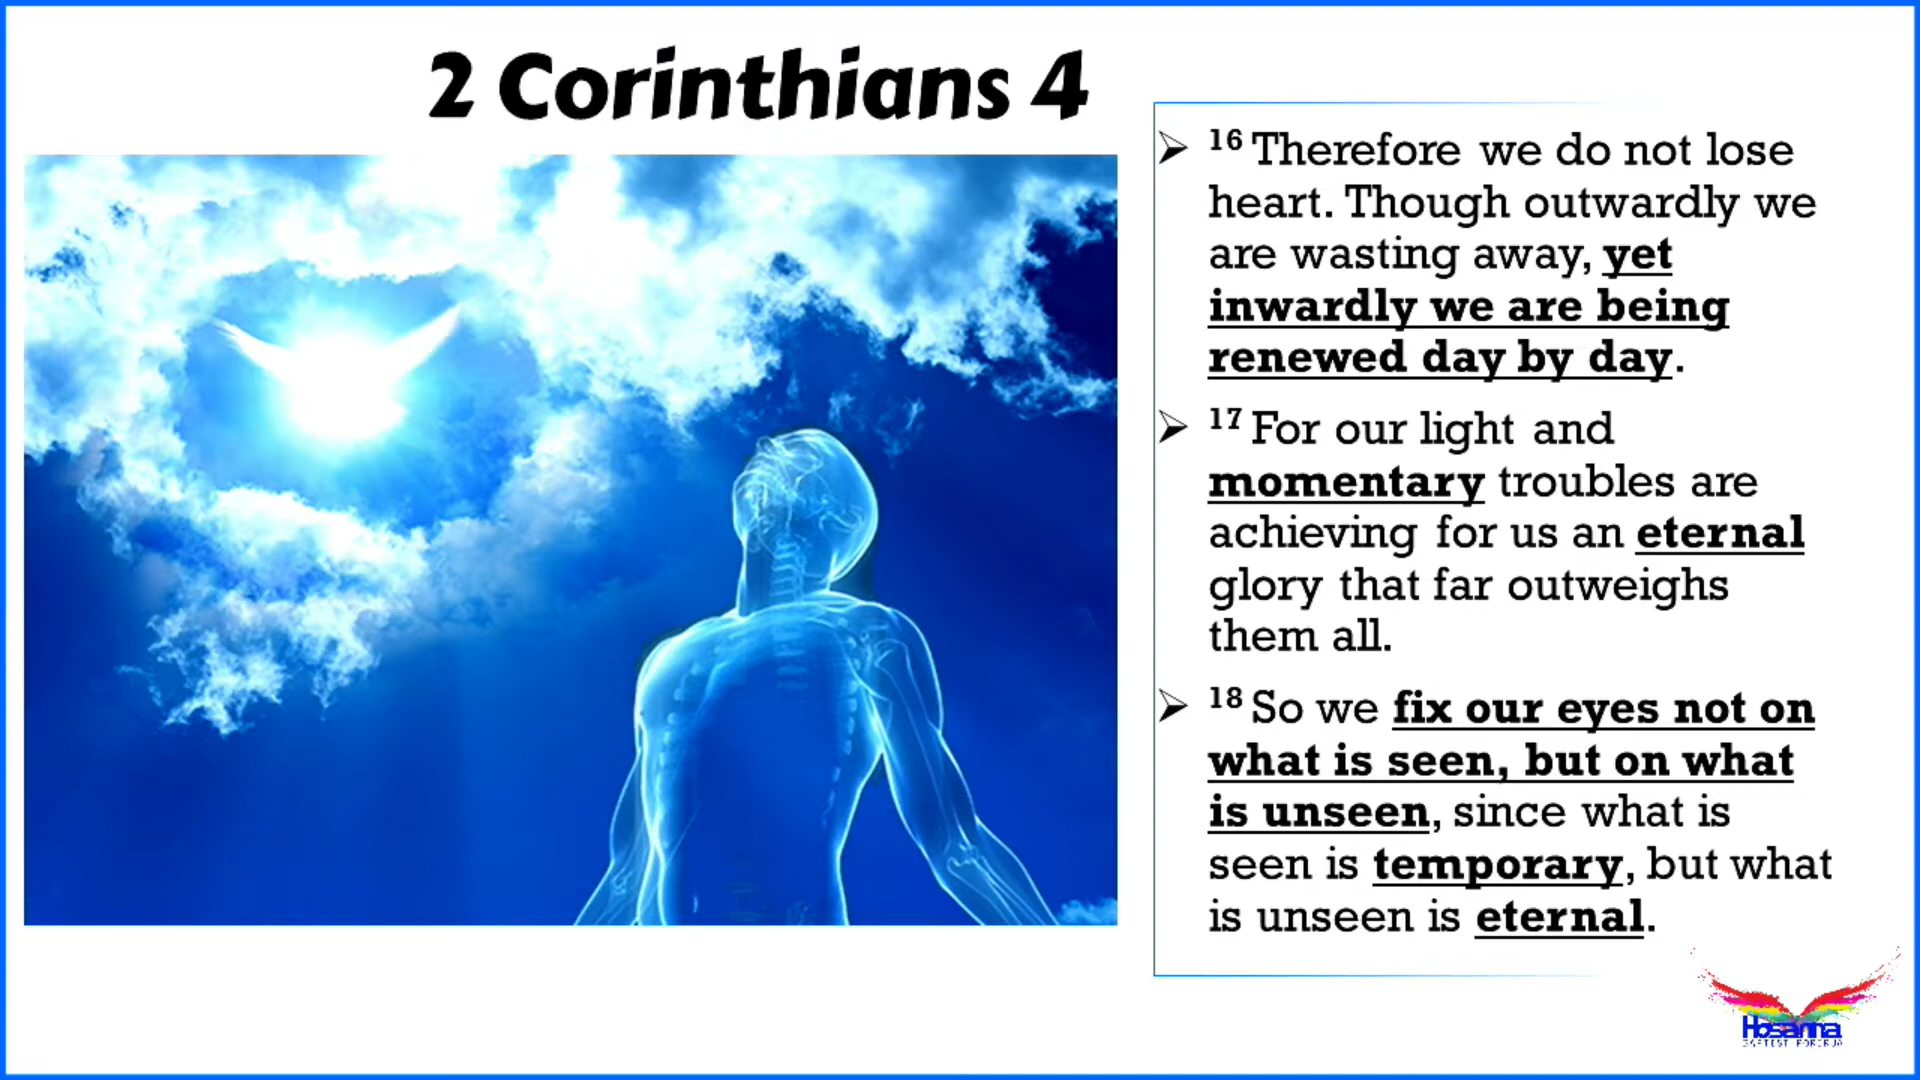 2 Corinthians 4
➢ 16 Therefore we do not lose
heart. Though outwardly we
are wasting away, yet
inwardly we are being
renewed day by day.
➢ 17 For our light and
momentary troubles are
achieving for us an eternal
glory that far outweighs
them all.
➢ 18 So we fix our eyes not on
what is seen, but on what
is unseen, since what is
seen is temporary, but what
is unseen is eternal.
Hosanna